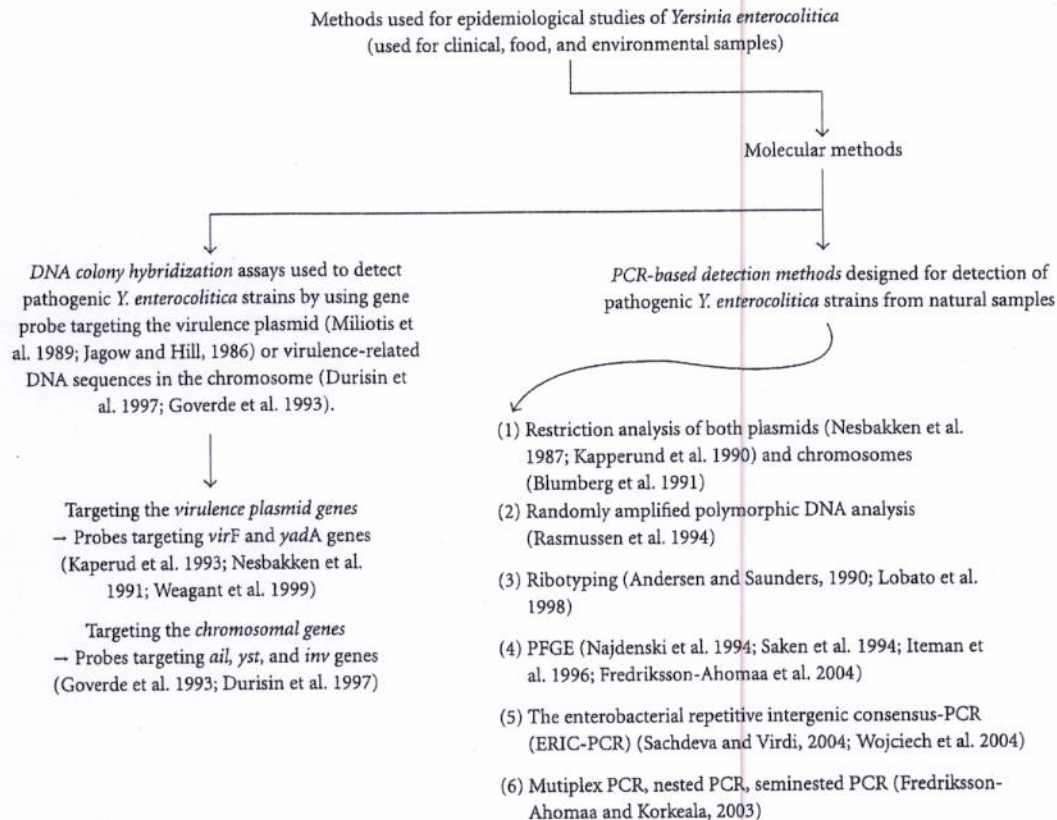 Methods used for epidemiological studies of Yersinia enterocolitica
(used for clinical, food, and environmental samples)
Molecular methods
DNA colony hybridization assays used to detect
pathogenic Y. enterocolitica strains by using gene
probe targeting the virulence plasmid (Miliotis et
al. 1989; Jagow and Hill, 1986) or virulence-related
DNA sequences in the chromosome (Durisin et
al. 1997; Goverde et al. 1993).
Targeting the virulence plasmid genes
– Probes targeting virF and yadA genes
(Kaperud et al. 1993; Nesbakken et al.
1991; Weagant et al. 1999)
Targeting the chromosomal genes
– Probes targeting ail, yst, and inv genes
(Goverde et al. 1993; Durisin et al. 1997)
PCR-based detection methods designed for detection of
pathogenic Y. enterocolitica strains from natural samples
(1) Restriction analysis of both plasmids (Nesbakken et al.
1987; Kapperund et al. 1990) and chromosomes
(Blumberg et al. 1991)
(2) Randomly amplified polymorphic DNA analysis
(Rasmussen et al. 1994)
(3) Ribotyping (Andersen and Saunders, 1990; Lobato et al.
1998)
(4) PFGE (Najdenski et al. 1994; Saken et al. 1994; Iteman et
al. 1996; Fredriksson-Ahomaa et al. 2004)
(5) The enterobacterial repetitive intergenic consensus-PCR
(ERIC-PCR) (Sachdeva and Virdi, 2004; Wojciech et al. 2004)
(6) Mutiplex PCR, nested PCR, seminested PCR (Fredriksson-
Ahomaa and Korkeala, 2003)